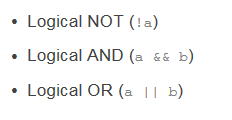 • Logical NOT (!a)
• Logical AND (a && b)
• Logical OR (a || b)